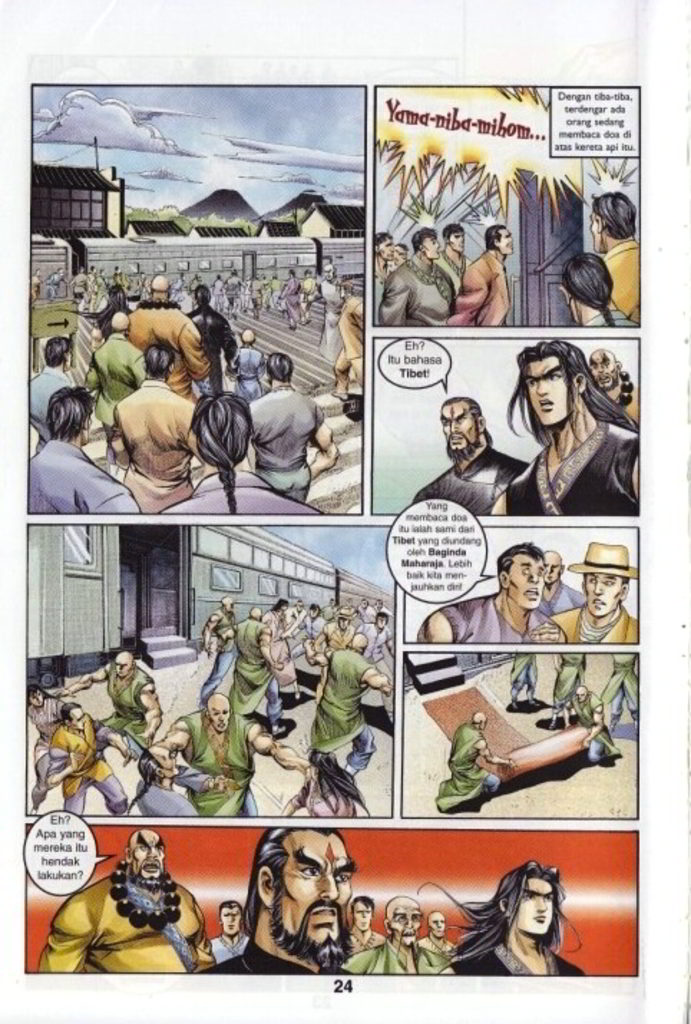 Yama-niba-mihom...
Dengan tiba-tiba,
terdengar ada
orang sedang
membaca doa di
atas kereta api itu.
Eh?
Itu bahasa
Tibet!
Yang
membaca doa
itu ialah sami dari
Tibet yang diundang
oleh Baginda
Maharaja. Lebih
baik kita men-
jauhkan diri!
Eh?
Apa yang
mereka itu
hendak
lakukan?
24